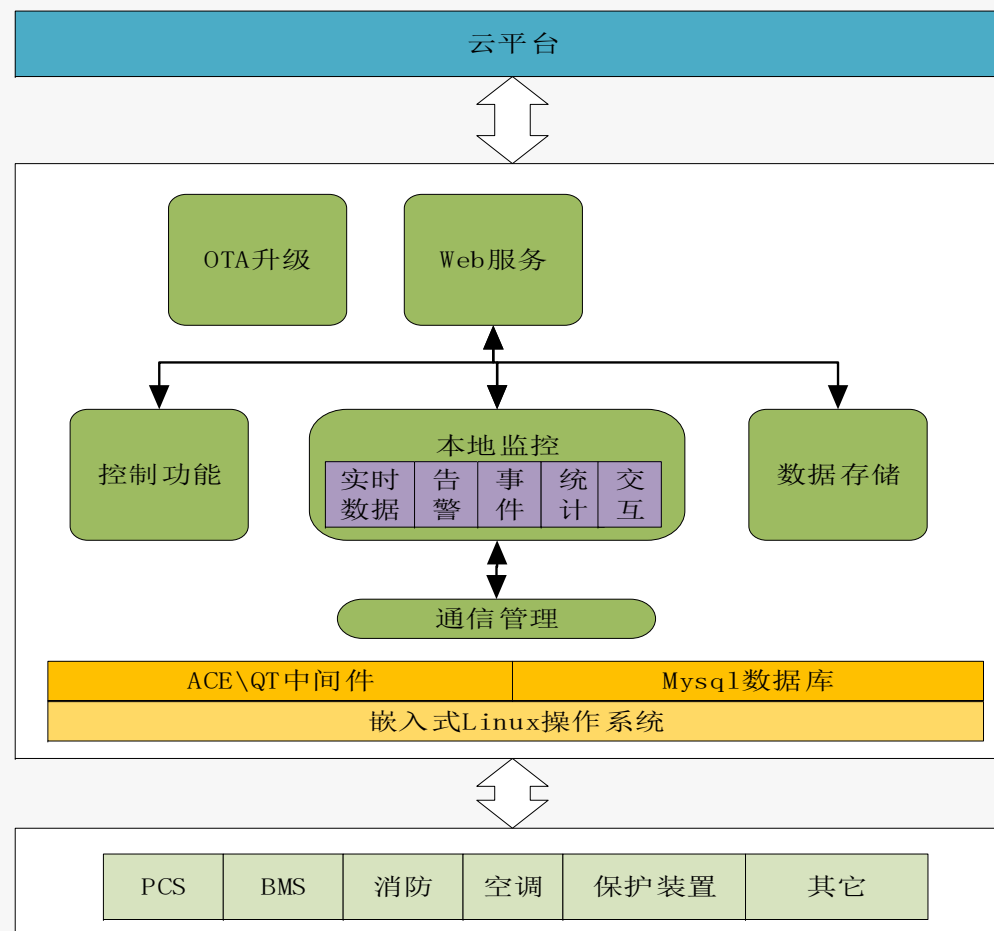 云平台
OTA升级
Web服务
控制功能
本地监控
实时
数据
告
警
事
件
统
计
交
互
数据存储
通信管理
ACE\QT中间件
Mysql数据库
嵌入式Linux操作系统
PCS
BMS
消防
空调
保护装置
其它